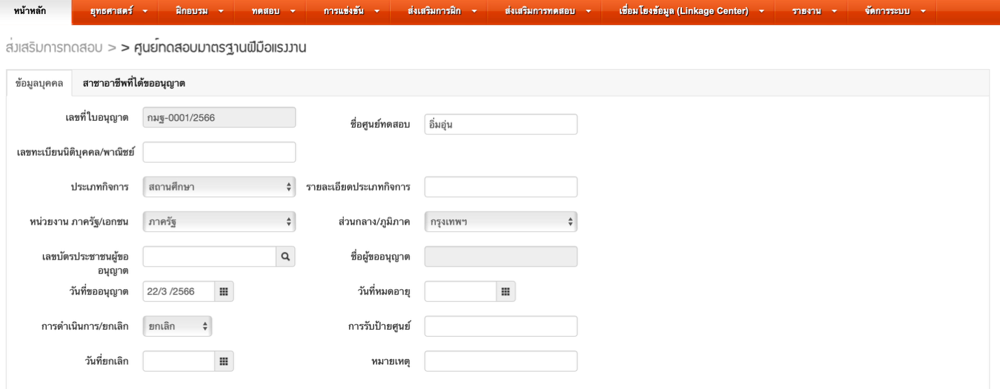 หน้าหลัก ยุทธศาสตร์ ฝึกอบรม ทดสอบ การแข่งขัน ส่งเสริมการฝึก ส่งเสริมการทดสอบ เชื่อมโยงข้อมูล (Linkage Center) รายงาน จัดการระบบ
ส่งเสริมการทดสอบ > > ศูนย์ทดสอบมาตรฐานฝีมือแรงงาน
ข้อมูลบุคคล สาขาอาชีพที่ได้ขออนุญาต
เลขที่ใบอนุญาต กมฐ-0001/2566 ชื่อศูนย์ทดสอบ อิ่มอุ่น
เลขทะเบียนนิติบุคคล/พาณิชย์
ประเภทกิจการ สถานศึกษา รายละเอียดประเภทกิจการ
หน่วยงาน ภาครัฐ/เอกชน ภาครัฐ ส่วนกลาง/ภูมิภาค กรุงเทพฯ
เลขบัตรประชาชนผู้ขอ ชื่อผู้ขออนุญาต
อนุญาต
วันที่ขออนุญาต 22/3 /2566 วันที่หมดอายุ
การดำเนินการ/ยกเลิก ยกเลิก การรับป้ายศูนย์
วันที่ยกเลิก หมายเหตุ